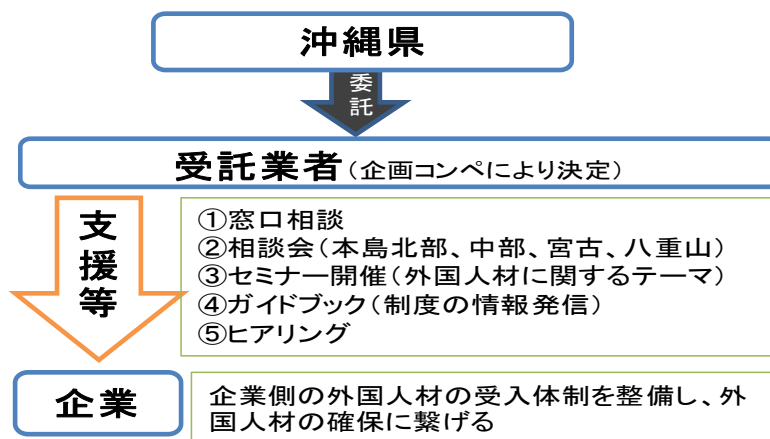 沖縄県
委託
受託業者（企画コンペにより決定）
支援等
①窓口相談
②相談会（本島北部、中部、宮古、八重山）
③セミナー開催（外国人材に関するテーマ）
④ガイドブック（制度の情報発信）
⑤ヒアリング
企業
企業側の外国人材の受入体制を整備し、外
国人材の確保に繋げる